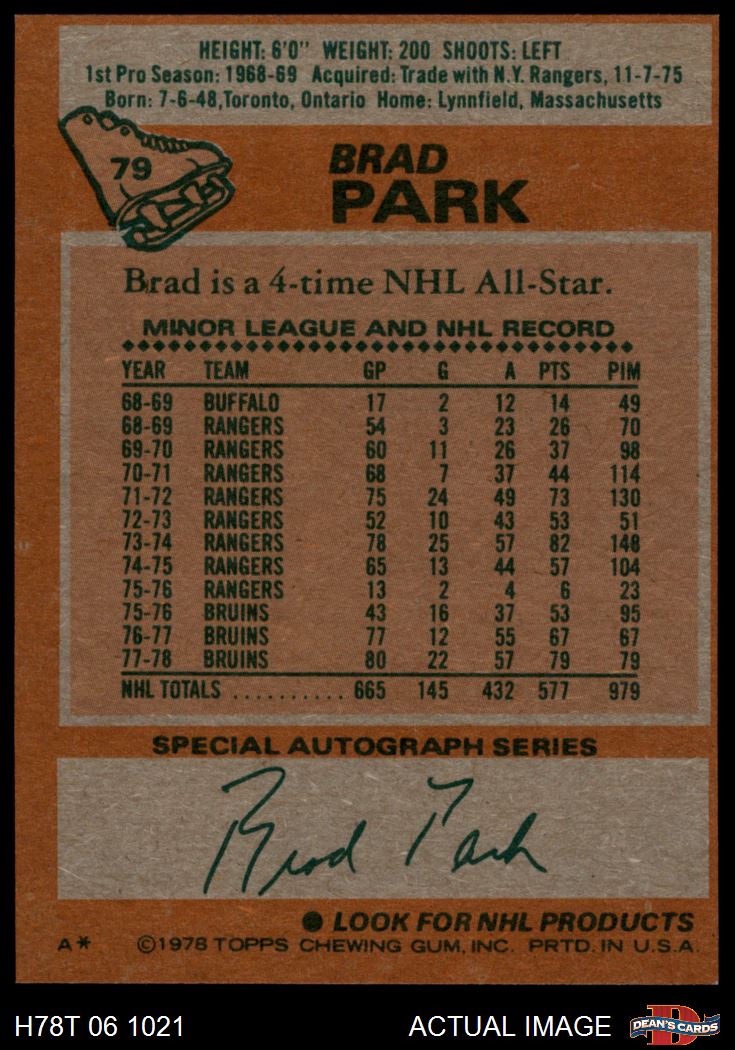 HEIGHT: 6'0" WEIGHT: 200 SHOOTS: LEFT
1st Pro Season: 1968-69 Acquired: Trade with N.Y. Rangers, 11-7-75
Born: 7-6-48, Toronto, Ontario Home: Lynnfield, Massachusetts
79
BRAD
PARK
Brad is a 4-time NHL All-Star.
MINOR LEAGUE AND NHL RECORD
YEAR TEAM GP G A PTS PIM
68-69 BUFFALO 17 2 12 14 49
68-69 RANGERS 54 3 23 26 70
69-70 RANGERS 60 11 26 37 98
70-71 RANGERS 68 7 37 44 114
71-72 RANGERS 75 24 49 73 130
72-73 RANGERS 52 10 43 53 51
73-74 RANGERS 78 25 57 82 148
74-75 RANGERS 65 13 44 57 104
75-76 RANGERS 13 2 4 6 23
75-76 BRUINS 43 16 37 53 95
76-77 BRUINS 77 12 55 67 67
77-78 BRUINS 80 22 57 79 79
NHL TOTALS .......... 665 145 432 577 979
SPECIAL AUTOGRAPH SERIES
Brad Park
● LOOK FOR NHL PRODUCTS
A* ©1978 TOPPS CHEWING GUM, INC. PRTD. IN U.S.A.
H78T 06 1021 ACTUAL IMAGE D DEAN'S CARDS